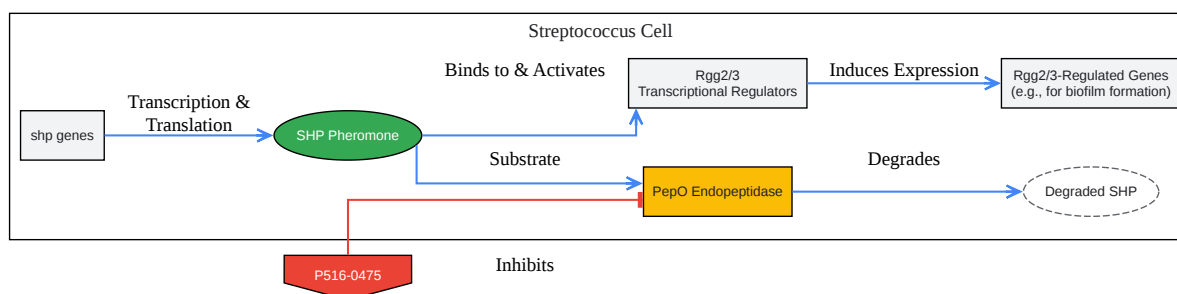 Streptococcus Cell
Binds to & Activates
Rgg2/3
Transcriptional Regulators
Induces Expression
Rgg2/3-Regulated Genes
(e.g., for biofilm formation)
shp genes
Transcription &
Translation
SHP Pheromone
Substrate
PepO Endopeptidase
Degrades
Degraded SHP
P516-0475
Inhibits